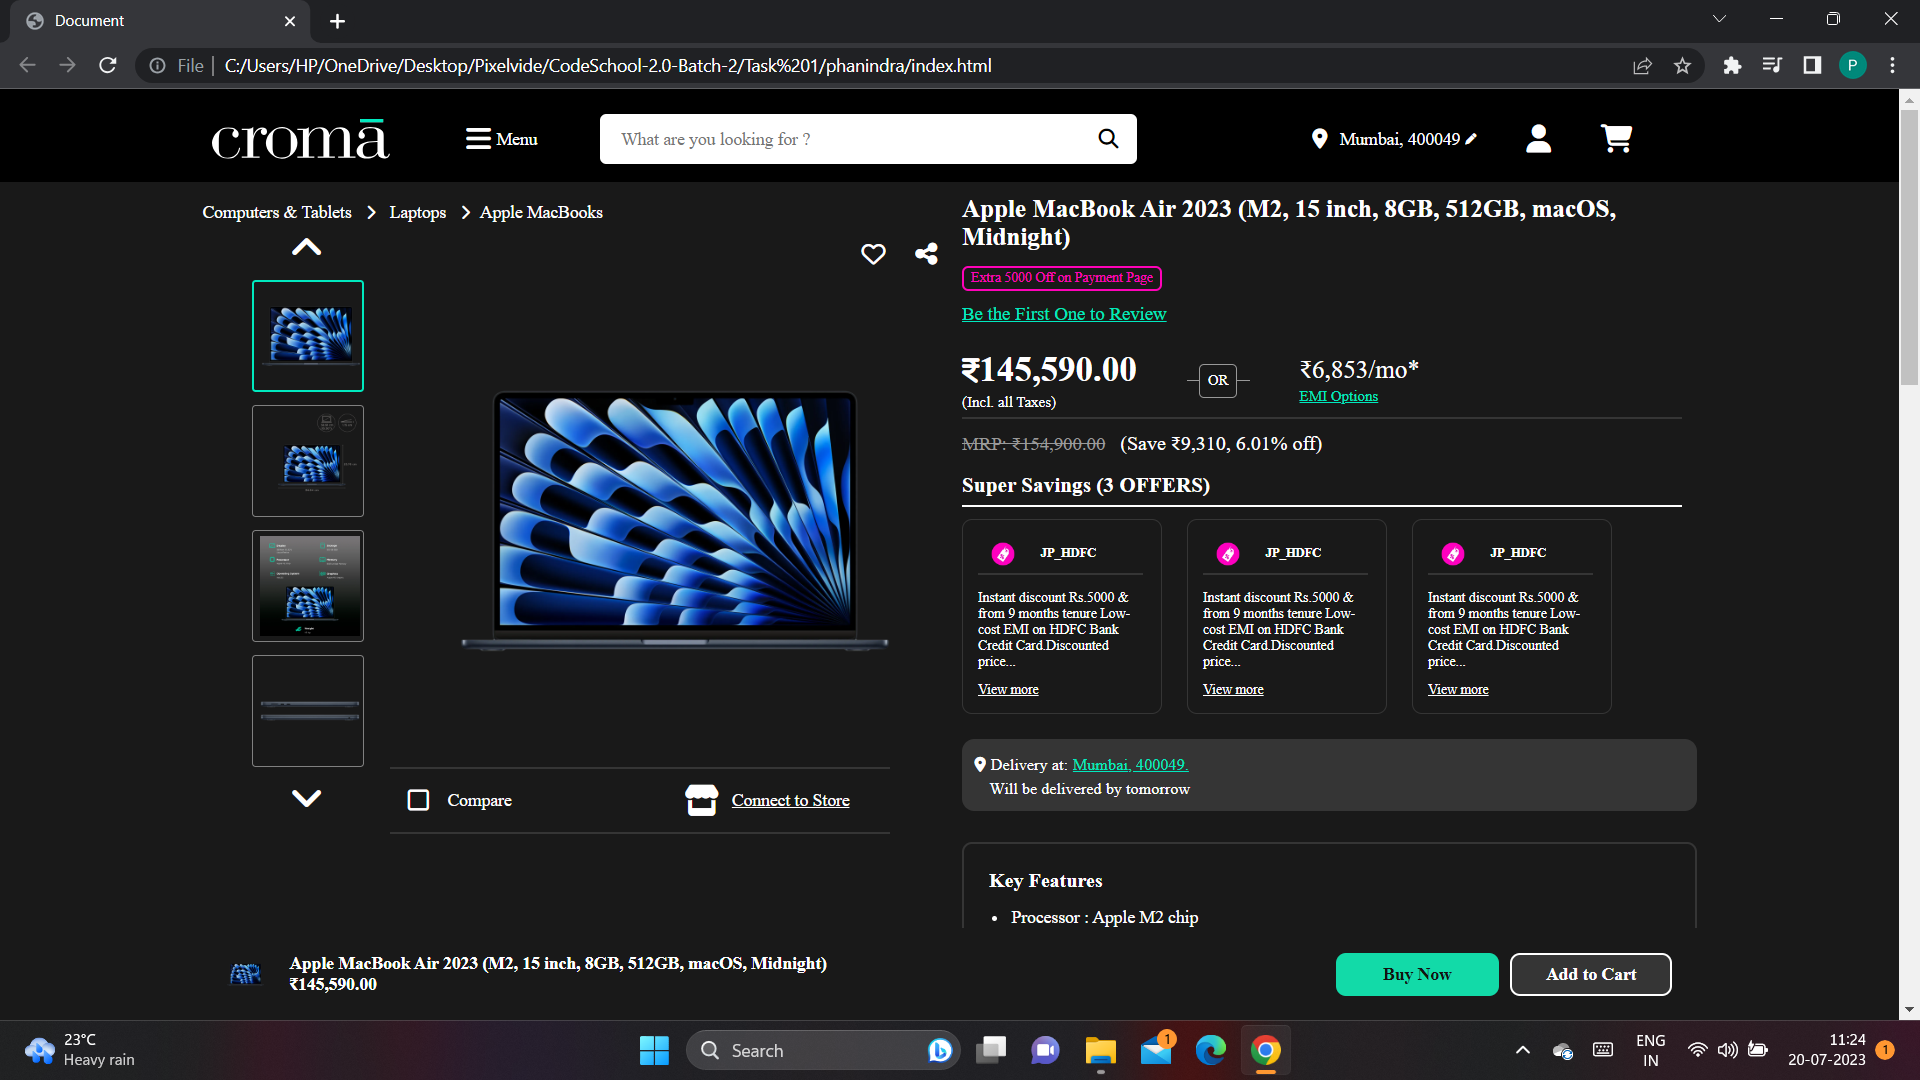 Document
File
C:/Users/HP/OneDrive/Desktop/Pixelvide/CodeSchool-2.0-Batch-2/Task%201/phanindra/index.html
P
cromā
Menu
What are you looking for ?
Mumbai, 400049
Computers & Tablets
Laptops
Apple MacBooks
Apple MacBook Air 2023 (M2, 15 inch, 8GB, 512GB, macOS,
Midnight)
Extra 5000 Off on Payment Page
Be the First One to Review
₹145,590.00
(Incl. all Taxes)
OR
₹6,853/mo*
EMI Options
MRP: ₹154,900.00 (Save ₹9,310, 6.01% off)
Super Savings (3 OFFERS)
JP_HDFC
Instant discount Rs.5000 &
from 9 months tenure Low-
cost EMI on HDFC Bank
Credit Card.Discounted
price...
View more
JP_HDFC
Instant discount Rs.5000 &
from 9 months tenure Low-
cost EMI on HDFC Bank
Credit Card.Discounted
price...
View more
JP_HDFC
Instant discount Rs.5000 &
from 9 months tenure Low-
cost EMI on HDFC Bank
Credit Card.Discounted
price...
View more
Delivery at: Mumbai, 400049.
Will be delivered by tomorrow
Compare
Connect to Store
Key Features
• Processor : Apple M2 chip
Apple MacBook Air 2023 (M2, 15 inch, 8GB, 512GB, macOS, Midnight)
₹145,590.00
Buy Now
Add to Cart
23°C
Heavy rain
Search
1
ENG
IN
11:24
20-07-2023
1